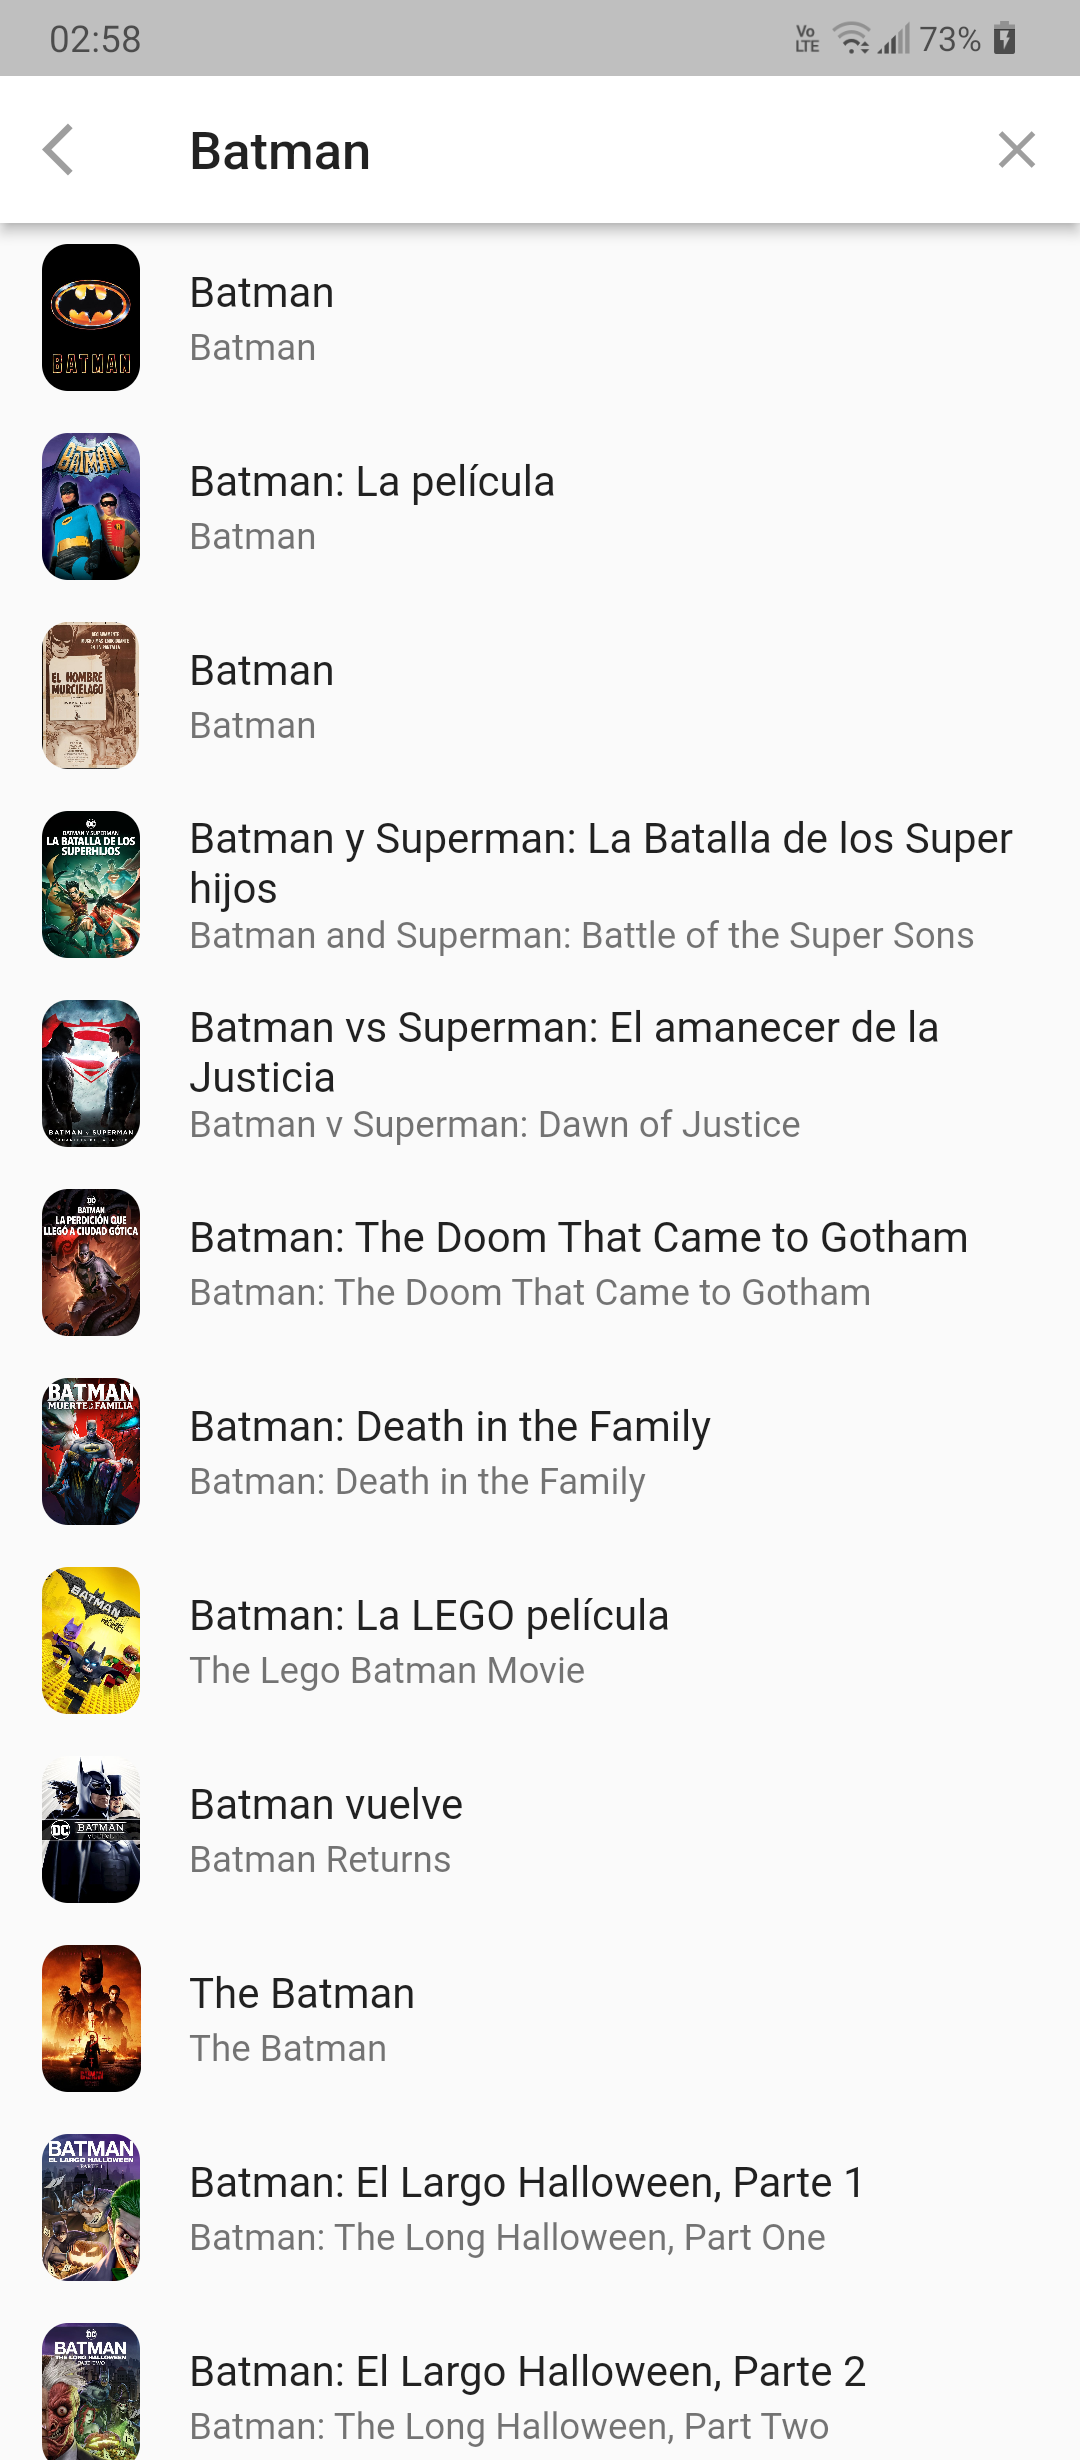 02:58
Vo
LTE
73%
Batman
BATMAN
Batman
Batman
BATMAN
Batman: La película
Batman
EL HOMBRE
MURCIELAGO
Batman
Batman
DC
BATMAN Y SUPERMAN
LA BATALLA DE LOS
SUPERHIJOS
Batman y Superman: La Batalla de los Super
hijos
Batman and Superman: Battle of the Super Sons
BATMAN v SUPERMAN
Batman vs Superman: El amanecer de la
Justicia
Batman v Superman: Dawn of Justice
DC
BATMAN
LA PERDICIÓN QUE
LLEGÓ A CIUDAD GÓTICA
Batman: The Doom That Came to Gotham
Batman: The Doom That Came to Gotham
BATMAN
MUERTE FAMILIA
Batman: Death in the Family
Batman: Death in the Family
BATMAN
Batman: La LEGO película
The Lego Batman Movie
DC BATMAN
Batman vuelve
Batman Returns
The Batman
The Batman
BATMAN
EL LARGO HALLOWEEN
PARTE 1
Batman: El Largo Halloween, Parte 1
Batman: The Long Halloween, Part One
DC
BATMAN
THE LONG HALLOWEEN
PART TWO
Batman: El Largo Halloween, Parte 2
Batman: The Long Halloween, Part Two